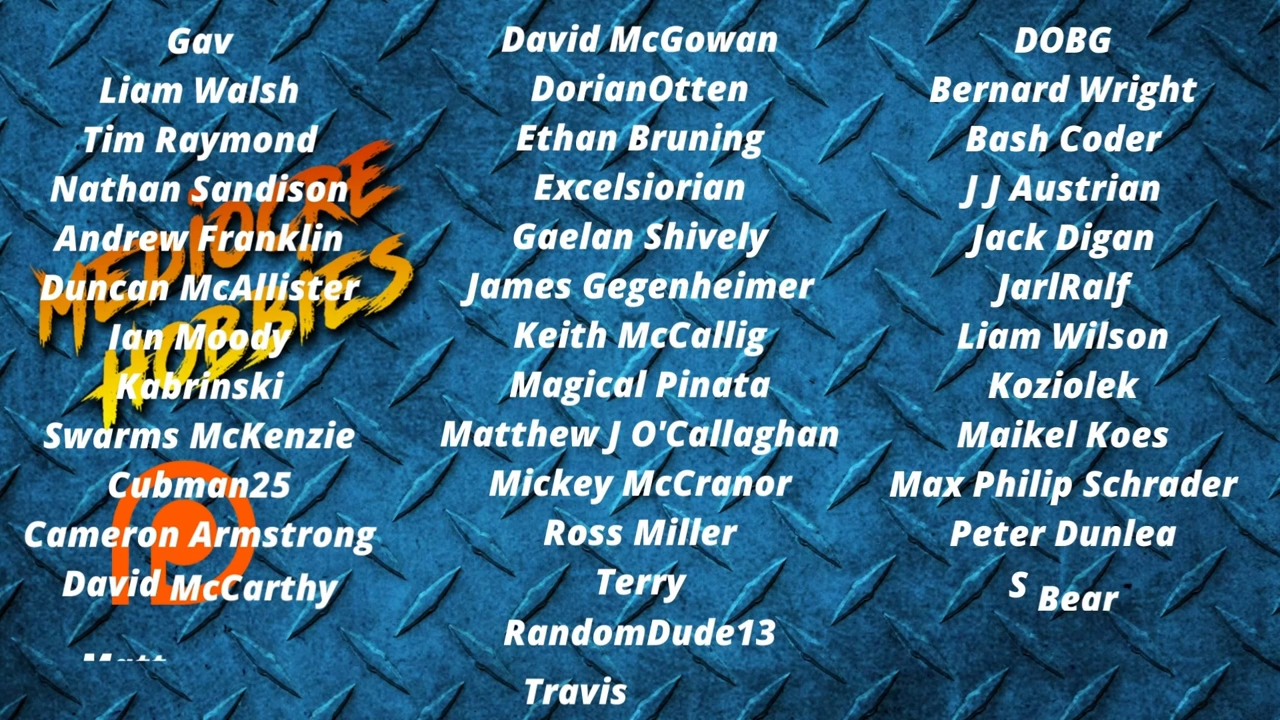 Gav
Liam Walsh
Tim Raymond
Nathan Sandison
Andrew Franklin
Duncan McAllister
Ian Moody
Kabrinski
Swarms McKenzie
Cubman25
Cameron Armstrong
David McCarthy
MEDIOCRE
HOBBIES
David McGowan
DorianOtten
Ethan Bruning
Excelsiorian
Gaelan Shively
James Gegenheimer
Keith McCallig
Magical Pinata
Matthew J O'Callaghan
Mickey McCranor
Ross Miller
Terry
RandomDude13
Travis
DOBG
Bernard Wright
Bash Coder
J J Austrian
Jack Digan
JarlRalf
Liam Wilson
Koziolek
Maikel Koes
Max Philip Schrader
Peter Dunlea
S Bear